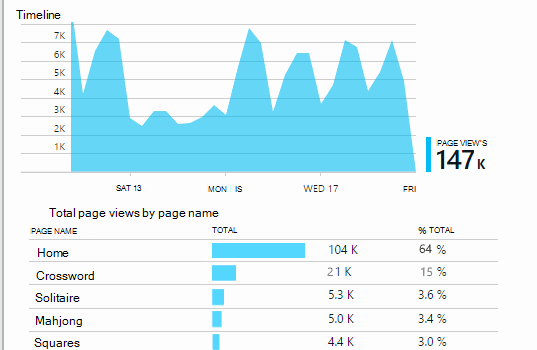 Timeline
7K
6K
5K
4K
3K
2K
1K
SAT 13 MON IS WED 17 FRI
PAGE VIEW'S
147 K
Total page views by page name
PAGE NAME TOTAL % TOTAL
Home 104 K 64 %
Crossword 21 K 15 %
Solitaire 5.3 K 3.6 %
Mahjong 5.0 K 3.4 %
Squares 4.4 K 3.0 %